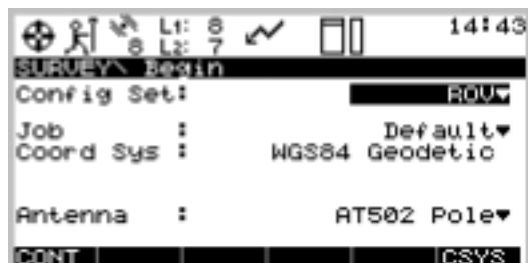 8 L1: 8 14:43
L2: 7
SURVEY\ Begin
Config Set: ROV▼
Job : Default▼
Coord Sys : WGS84 Geodetic
Antenna : AT502 Pole▼
CONT CSYS